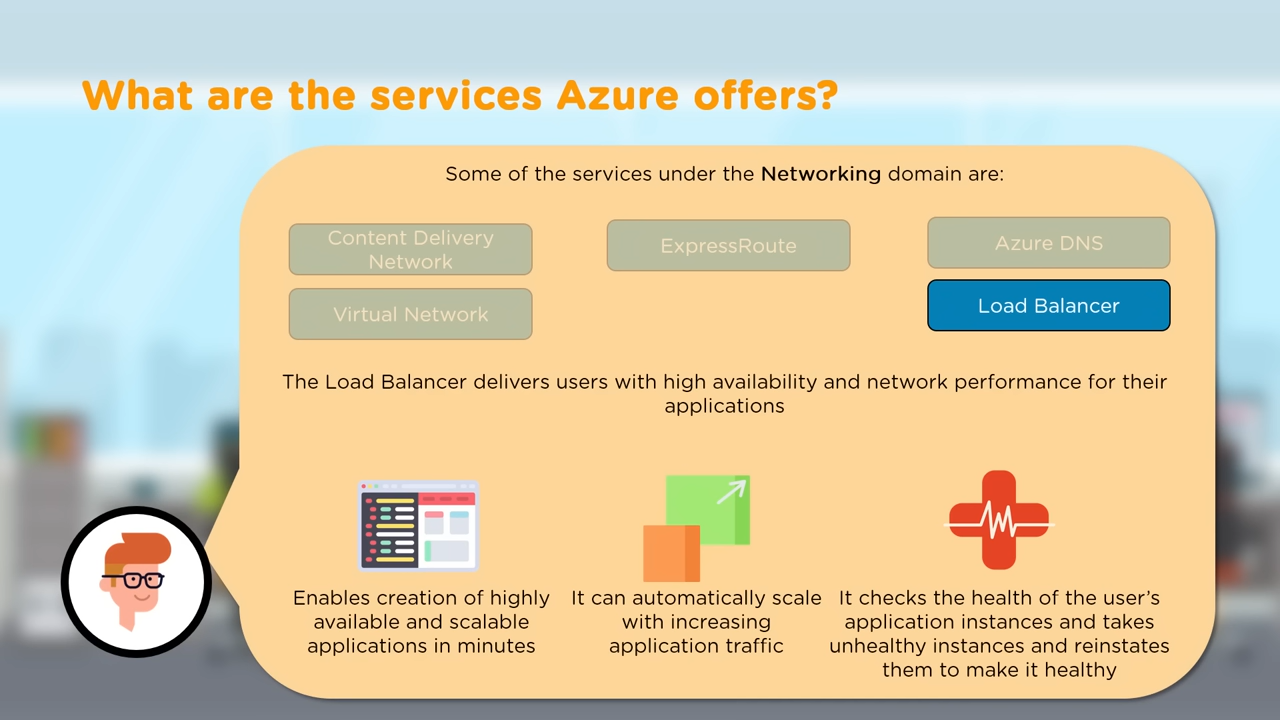 What are the services Azure offers?
Some of the services under the Networking domain are:
Content Delivery
Network
ExpressRoute
Azure DNS
Virtual Network
Load Balancer
The Load Balancer delivers users with high availability and network performance for their
applications
Enables creation of highly
available and scalable
applications in minutes
It can automatically scale
with increasing
application traffic
It checks the health of the user’s
application instances and takes
unhealthy instances and reinstates
them to make it healthy